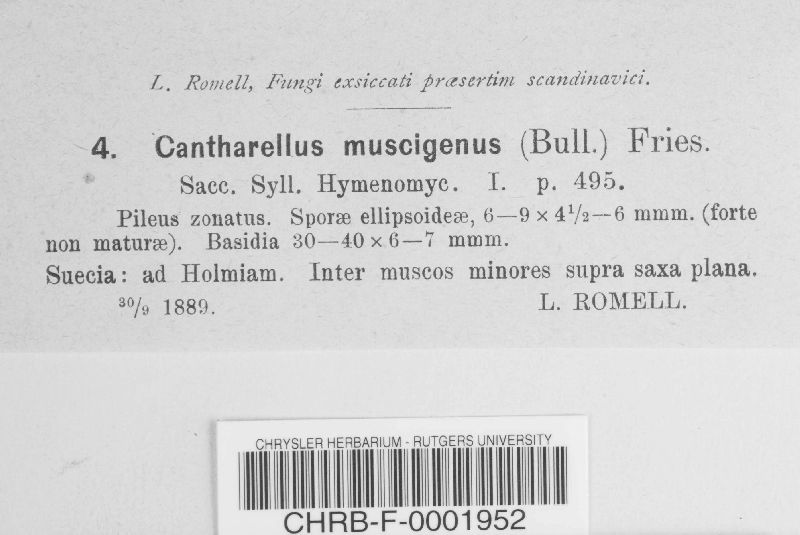 L. Romell, Fungi exsiccati præsertim scandinavici.
4. Cantharellus muscigenus (Bull.) Fries.
Sacc. Syll. Hymenomyc. I. p. 495.
Pileus zonatus. Sporæ ellipsoideæ, 6—9 × 4½—6 mmm. (forte
non maturæ). Basidia 30—40 × 6—7 mmm.
Suecia: ad Holmiam. Inter muscos minores supra saxa plana.
³⁰/₉ 1889. L. ROMELL.
CHRYSLER HERBARIUM - RUTGERS UNIVERSITY
CHRB-F-0001952